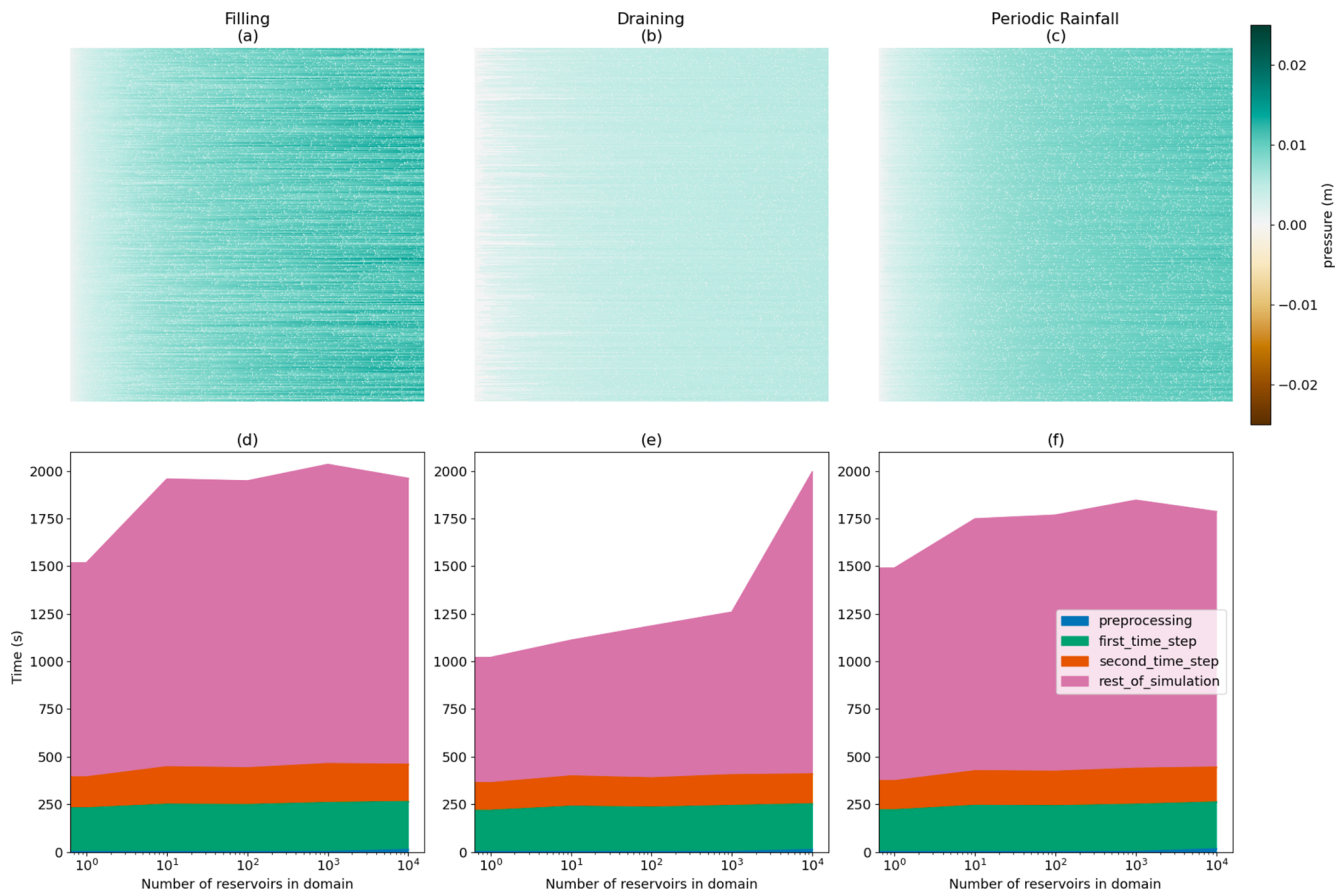 Filling
(a)
Draining
(b)
Periodic Rainfall
(c)
0.02
0.01
0.00
−0.01
−0.02
pressure (m)
(d)
2000
1750
1500
1250
1000
750
500
250
0
Time (s)
10⁰ 10¹ 10² 10³ 10⁴
Number of reservoirs in domain
(e)
2000
1750
1500
1250
1000
750
500
250
0
10⁰ 10¹ 10² 10³ 10⁴
Number of reservoirs in domain
(f)
2000
1750
1500
1250
1000
750
500
250
0
preprocessing
first_time_step
second_time_step
rest_of_simulation
10⁰ 10¹ 10² 10³ 10⁴
Number of reservoirs in domain